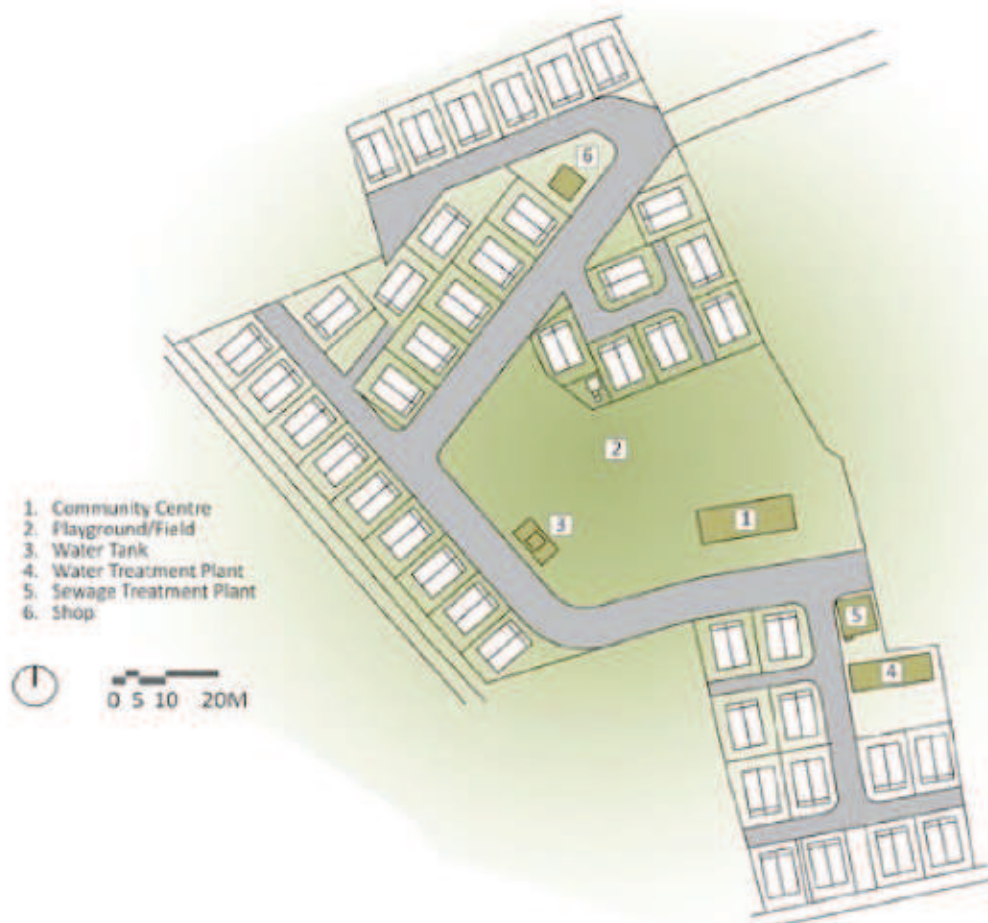 6
2
1
3
5
4
1. Community Centre
2. Playground/Field
3. Water Tank
4. Water Treatment Plant
5. Sewage Treatment Plant
6. Shop
0 5 10 20M